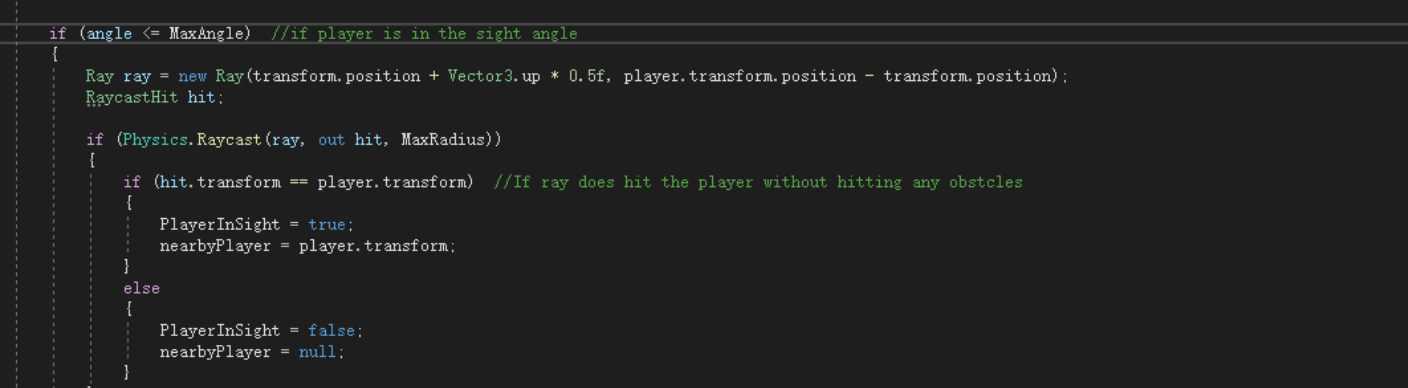 if (angle <= MaxAngle)  //if player is in the sight angle
{
Ray ray = new Ray(transform.position + Vector3.up * 0.5f, player.transform.position - transform.position);
RaycastHit hit;
if (Physics.Raycast(ray, out hit, MaxRadius))
{
if (hit.transform == player.transform)  //If ray does hit the player without hitting any obstcles
{
PlayerInSight = true;
nearbyPlayer = player.transform;
}
else
{
PlayerInSight = false;
nearbyPlayer = null;
}